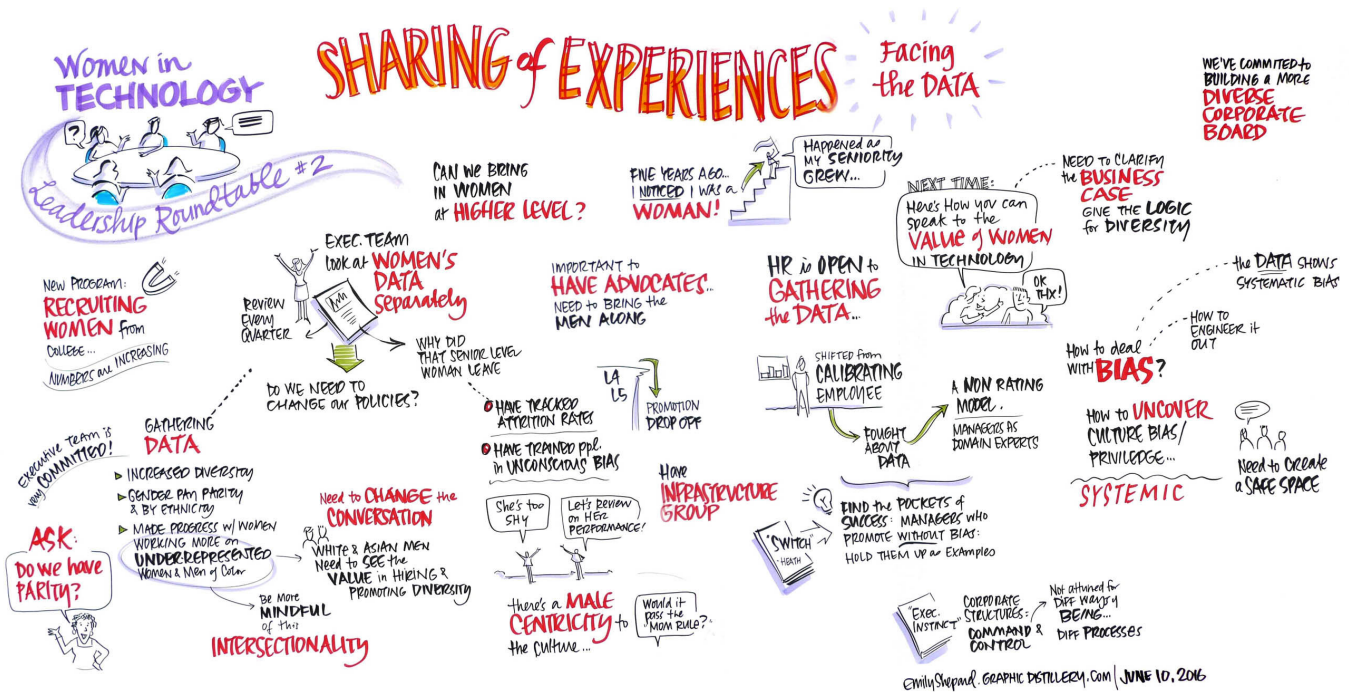 Women in
TECHNOLOGY
?
Leadership Roundtable #2
SHARING of EXPERIENCES
Facing
the DATA
WE'VE COMMITED to
BUILDING A MORE
DIVERSE
CORPORATE
BOARD
CAN WE BRING
IN WOMEN
at HIGHER LEVEL?
FIVE YEARS AGO...
I NOTICED I WAS a
WOMAN!
HAPPENED as
MY SENIORITY
GREW...
NEXT TIME:
Here's How you can
speak to the
VALUE of WOMEN
IN TECHNOLOGY
OK
THX!
NEED TO CLARIFY
the BUSINESS
CASE
GIVE THE LOGIC
for DIVERSITY
the DATA SHOWS
SYSTEMATIC BIAS
HOW TO
ENGINEER it
OUT
How to deal
WITH BIAS?
NEW PROGRAM:
RECRUITING
WOMEN from
COLLEGE...
NUMBERS are INCREASING
EXEC. TEAM
look at WOMEN'S
DATA
Separately
REVIEW
EVERY
QUARTER
WHY DID
THAT SENIOR LEVEL
WOMAN LEAVE
DO WE NEED TO
CHANGE our POLICIES?
IMPORTANT to
HAVE ADVOCATES...
NEED TO BRING the
MEN ALONG
HR is OPEN to
GATHERING
the DATA...
L4
L5
PROMOTION
DROP OFF
SHIFTED from
CALIBRATING
EMPLOYEE
FOUGHT
ABOUT
DATA
A NON RATING
MODEL.
MANAGERS AS
DOMAIN EXPERTS
HOW to UNCOVER
CULTURE BIAS/
PRIVILEDGE...
SYSTEMIC
Need to Create
a SAFE SPACE
EXECUTIVE TEAM is
very COMMITTED!
GATHERING
DATA
INCREASED DIVERSITY
GENDER PAY PARITY
& BY ETHNICITY
MADE PROGRESS W/ WOMEN
WORKING MORE on
UNDER-REPRESENTED
Women & Men of Color
ASK:
DO WE HAVE
PARITY?
Be More
MINDFUL
of this
INTERSECTIONALITY
Need to CHANGE the
CONVERSATION
WHITE & ASIAN MEN
Need to SEE the
VALUE in HIRING &
PROMOTING DIVERSITY
HAVE TRACKED
ATTRITION RATES
HAVE TRAINED ppl.
in UNCONSCIOUS BIAS
She's too
SHY
Let's Review
on HER
PERFORMANCE!
there's a MALE
CENTRICITY to
the culture...
Would it
pass the
"MOM RULE"?
Have
INFRASTRUCTURE
GROUP
"SWITCH"
-HEATH
FIND the POCKETS of
SUCCESS: MANAGERS WHO
PROMOTE WITHOUT BIAS:
HOLD THEM UP as Examples
"EXEC.
INSTINCT"
CORPORATE
STRUCTURES:
COMMAND &
CONTROL
Not attuned for
DIFF WAYS of
BEING...
DIFF PROCESSES
EmilyShepard.GRAPHIC DISTILLERY.Com | JUNE 10, 2016